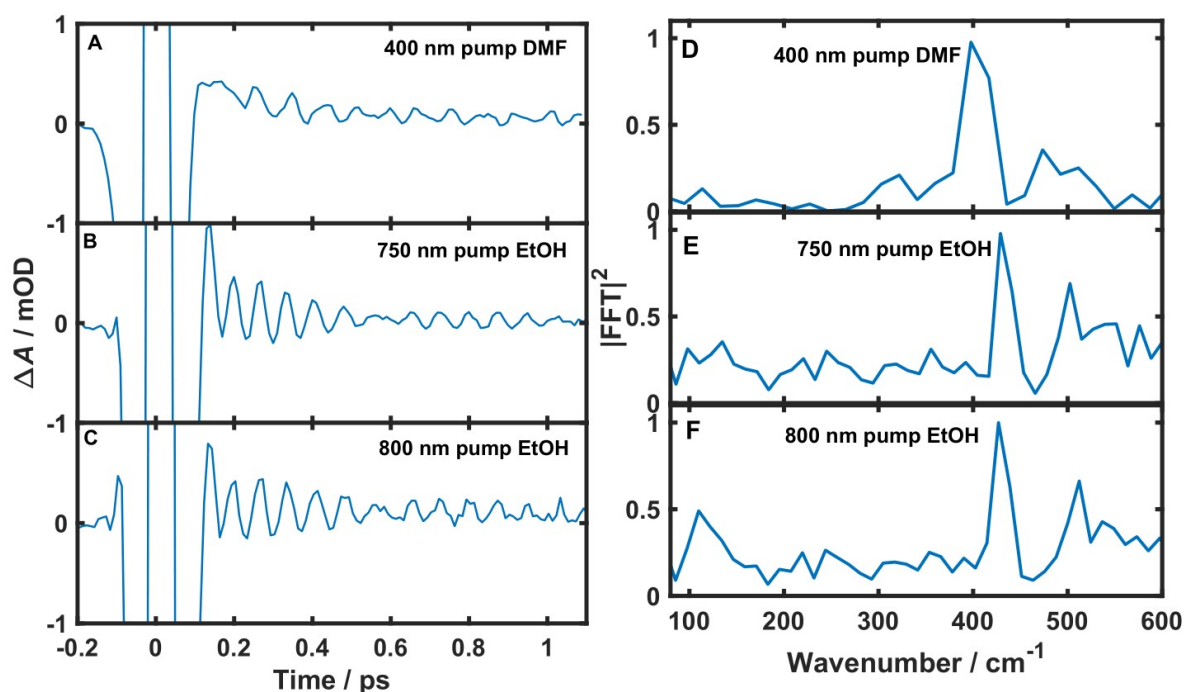 A
400 nm pump DMF
1
0
-1
B
750 nm pump EtOH
0
-1
C
800 nm pump EtOH
0
-1
-0.2 0 0.2 0.4 0.6 0.8 1
Time / ps
ΔA / mOD
D
400 nm pump DMF
1
0.5
0
E
750 nm pump EtOH
1
0.5
0
F
800 nm pump EtOH
1
0.5
0
100 200 300 400 500 600
Wavenumber / cm-1
|FFT|2